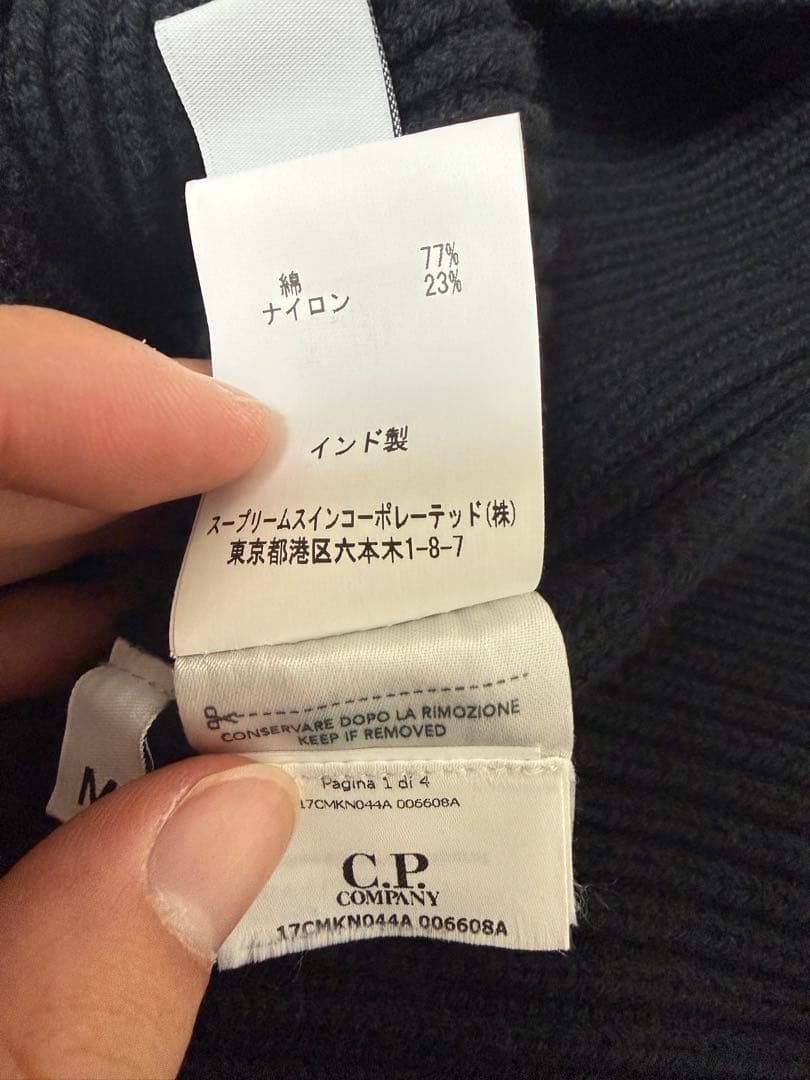 綿 77%
ナイロン 23%
インド製
スープリームスインコーポレーテッド(株)
東京都港区六本木1-8-7
CONSERVARE DOPO LA RIMOZIONE
KEEP IF REMOVED
Pagina 1 di 4
17CMKN044A 006608A
C.P.
COMPANY
17CMKN044A 006608A
M